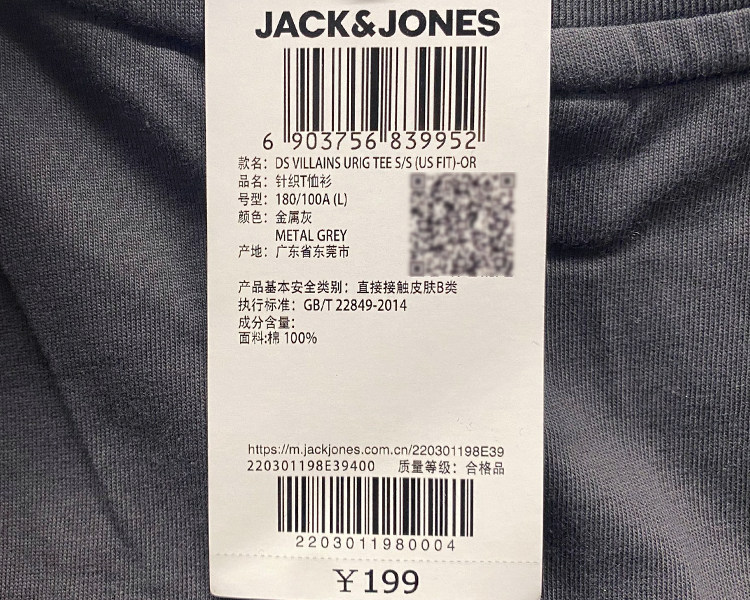 JACK&JONES
6 903756 839952
款名：DS VILLAINS URIG TEE S/S (US FIT)-OR
品名：针织T恤衫
号型：180/100A (L)
颜色：金属灰
METAL GREY
产地：广东省东莞市
产品基本安全类别：直接接触皮肤B类
执行标准：GB/T 22849-2014
成分含量：
面料:棉 100%
https://m.jackjones.com.cn/220301198E39
220301198E39400 质量等级：合格品
2203011980004
￥199